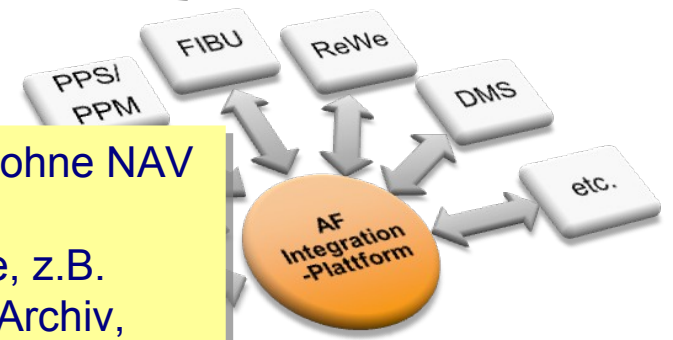 FIBU
ReWe
PPS/
PPM
DMS
etc.
ohne NAV
AF
Integration
-Plattform
, z.B.
Archiv,